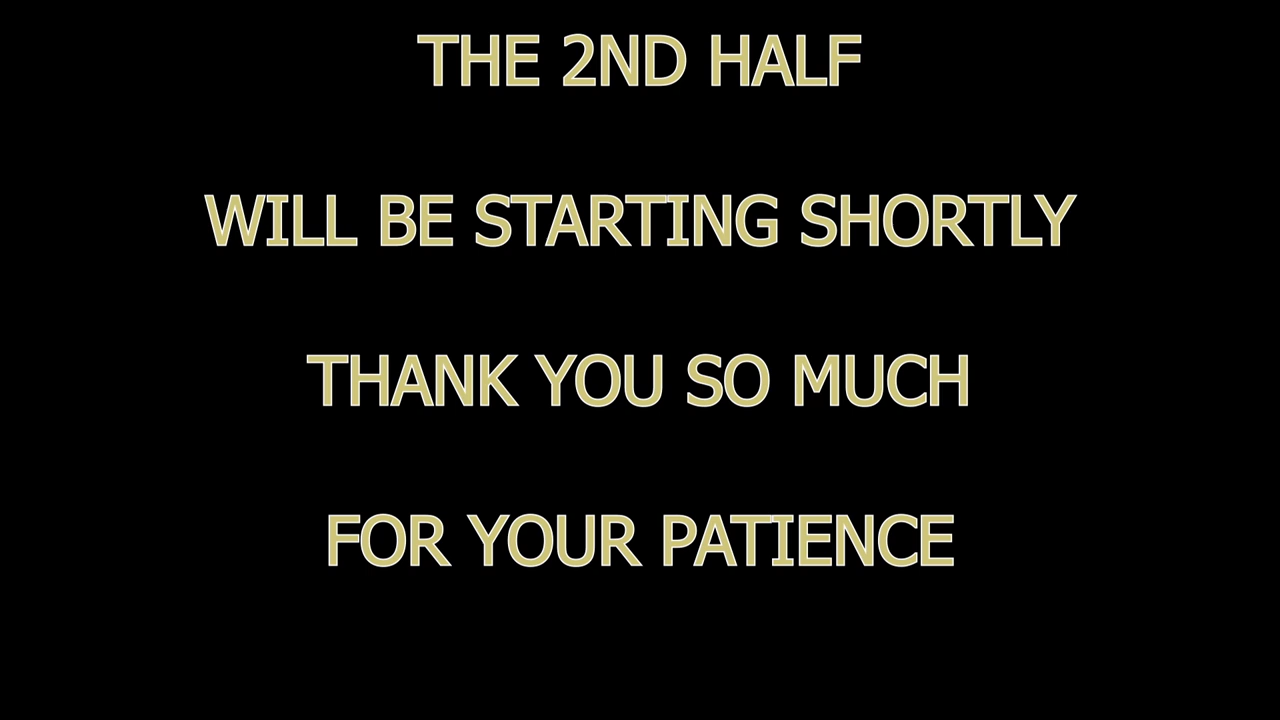 THE 2ND HALF
WILL BE STARTING SHORTLY
THANK YOU SO MUCH
FOR YOUR PATIENCE